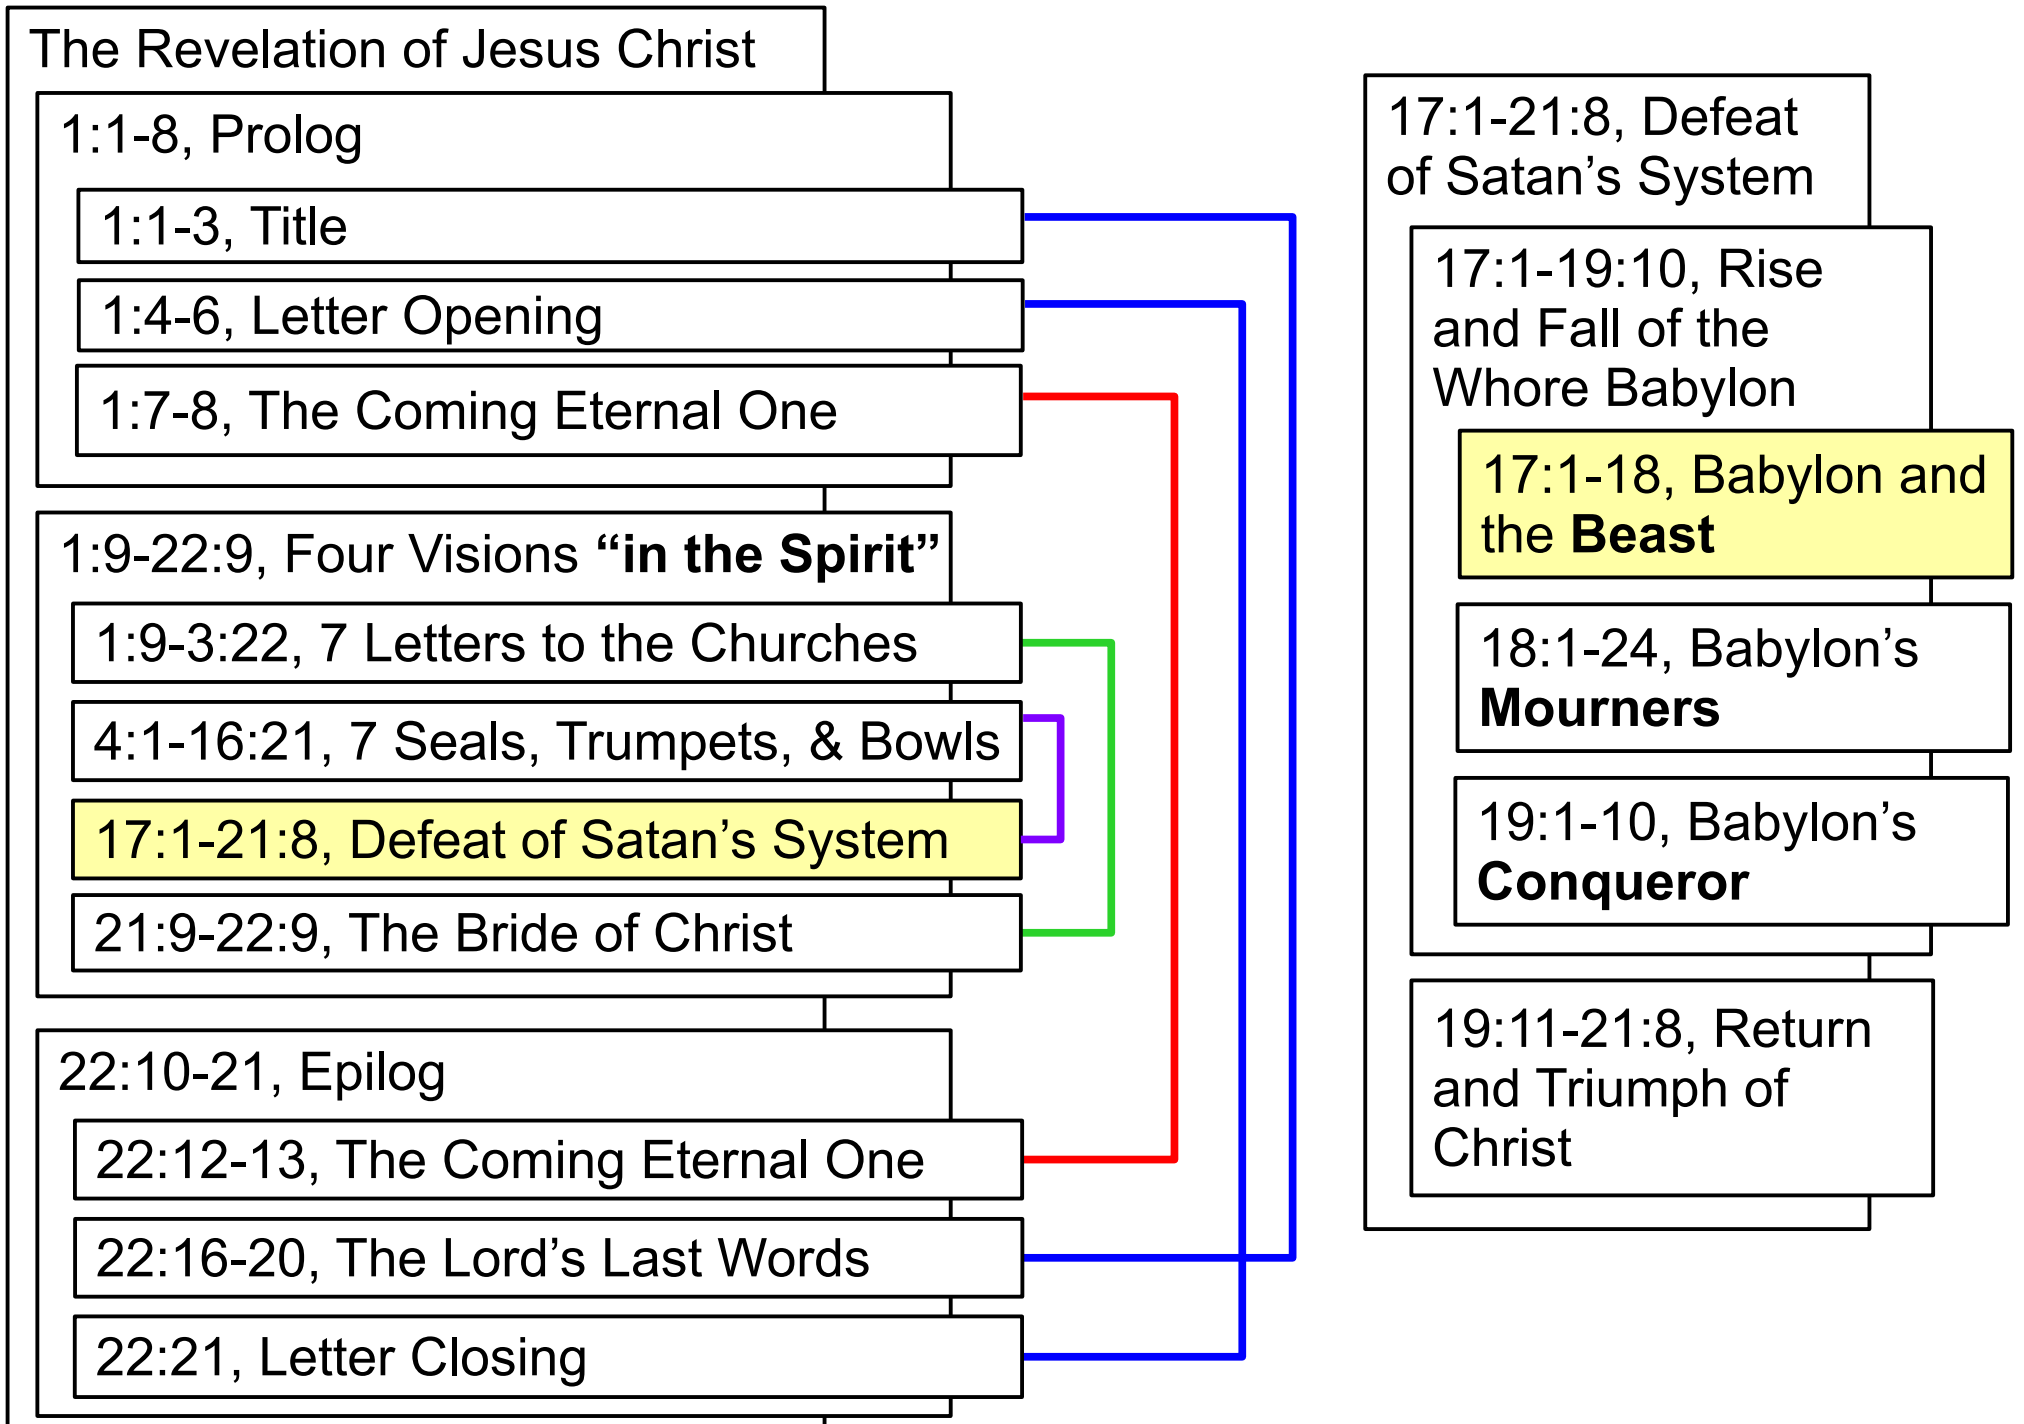 The Revelation of Jesus Christ
1:1-8, Prolog
1:1-3, Title
1:4-6, Letter Opening
1:7-8, The Coming Eternal One
1:9-22:9, Four Visions “in the Spirit”
1:9-3:22, 7 Letters to the Churches
4:1-16:21, 7 Seals, Trumpets, & Bowls
17:1-21:8, Defeat of Satan’s System
21:9-22:9, The Bride of Christ
22:10-21, Epilog
22:12-13, The Coming Eternal One
22:16-20, The Lord’s Last Words
22:21, Letter Closing
17:1-21:8, Defeat
of Satan’s System
17:1-19:10, Rise
and Fall of the
Whore Babylon
17:1-18, Babylon and
the Beast
18:1-24, Babylon’s
Mourners
19:1-10, Babylon’s
Conqueror
19:11-21:8, Return
and Triumph of
Christ